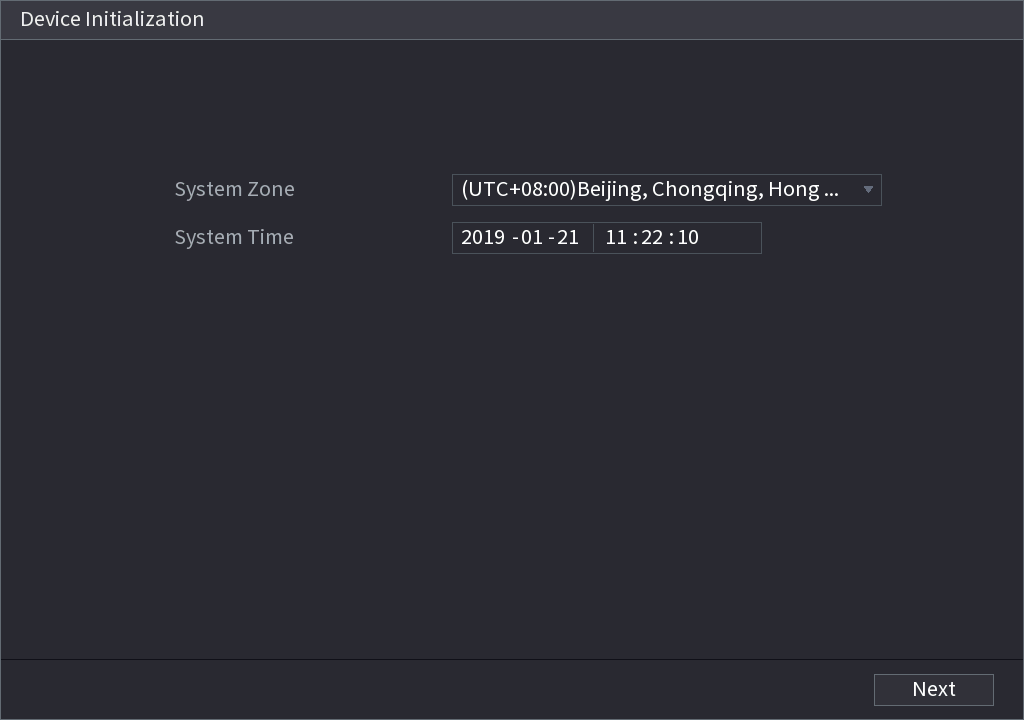 Device Initialization
System Zone (UTC+08:00)Beijing, Chongqing, Hong ...
System Time 2019 -01 -21 11 :22 :10
Next